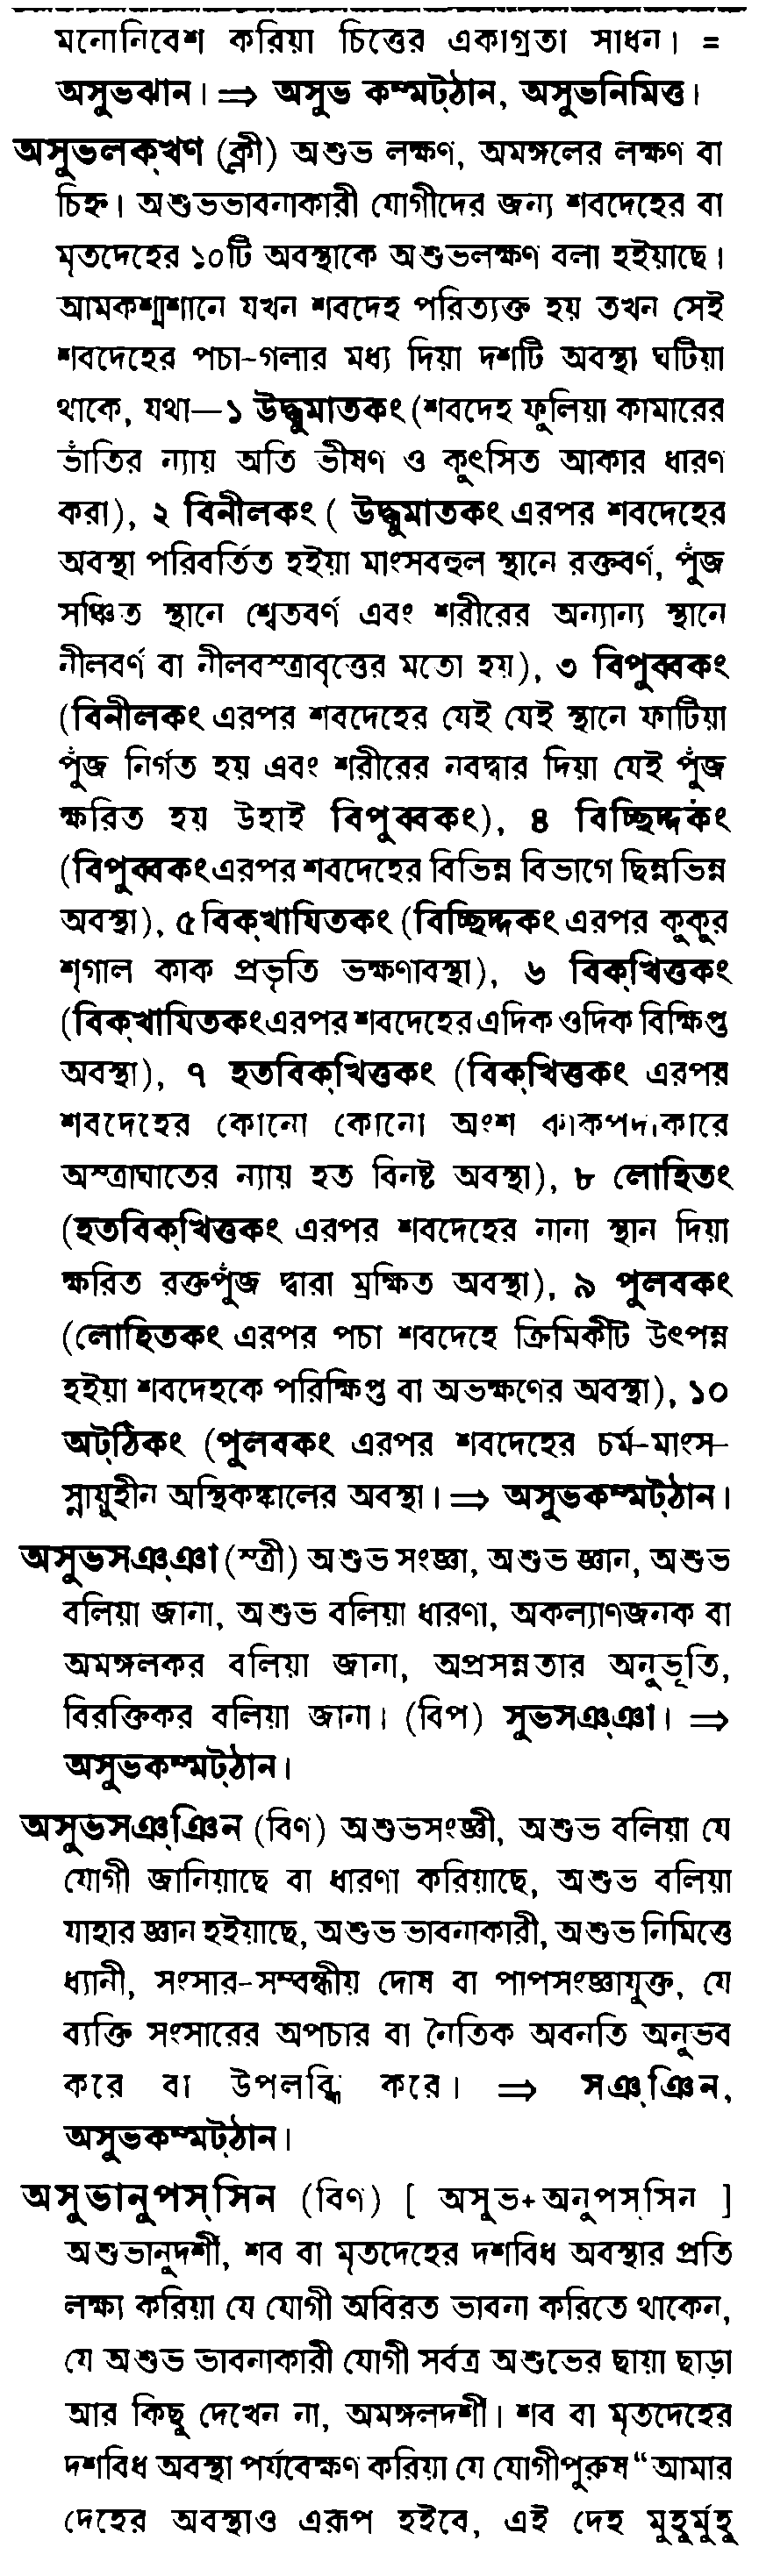 মনোনিবেশ করিয়া চিত্তের একাগ্রতা সাধন। =
অসুভঝান। ⇒ অসুভ কম্মট্ঠান, অসুভনিমিত্ত।
অসুভলক্খণ (ক্লী) অশুভ লক্ষণ, অমঙ্গলের লক্ষণ বা
চিহ্ন। অশুভভাবনাকারী যোগীদের জন্য শবদেহের বা
মৃতদেহের ১০টি অবস্থাকে অশুভলক্ষণ বলা হইয়াছে।
আমকশ্মশানে যখন শবদেহ পরিত্যক্ত হয় তখন সেই
শবদেহের পচা-গলার মধ্য দিয়া দশটি অবস্থা ঘটিয়া
থাকে, যথা—১ উদ্ধুমাতকং (শবদেহ ফুলিয়া কামারের
ভাঁতির ন্যায় অতি ভীষণ ও কুৎসিত আকার ধারণ
করা), ২ বিনীলকং ( উদ্ধুমাতকং এরপর শবদেহের
অবস্থা পরিবর্তিত হইয়া মাংসবহুল স্থানে রক্তবর্ণ, পুঁজ
সঞ্চিত স্থানে শ্বেতবর্ণ এবং শরীরের অন্যান্য স্থানে
নীলবর্ণ বা নীলবস্ত্রাবৃত্তের মতো হয়), ৩ বিপুব্বকং
(বিনীলকং এরপর শবদেহের যেই যেই স্থানে ফাটিয়া
পুঁজ নির্গত হয় এবং শরীরের নবদ্বার দিয়া যেই পুঁজ
ক্ষরিত হয় উহাই বিপুব্বকং), ৪ বিচ্ছিদ্দকং
(বিপুব্বকং এরপর শবদেহের বিভিন্ন বিভাগে ছিন্নভিন্ন
অবস্থা), ৫ বিক্খায়িতকং (বিচ্ছিদ্দকং এরপর কুকুর
শৃগাল কাক প্রভৃতি ভক্ষণাবস্থা), ৬ বিক্খিত্তকং
(বিক্খায়িতকং এরপর শবদেহের এদিক ওদিক বিক্ষিপ্ত
অবস্থা), ৭ হতবিক্খিত্তকং (বিক্খিত্তকং এরপর
শবদেহের কোনো কোনো অংশ কাকপদাকারে
অস্ত্রাঘাতের ন্যায় হত বিনষ্ট অবস্থা), ৮ লোহিতং
(হতবিক্খিত্তকং এরপর শবদেহের নানা স্থান দিয়া
ক্ষরিত রক্তপুঁজ দ্বারা ম্রক্ষিত অবস্থা), ৯ পুলবকং
(লোহিতকং এরপর পচা শবদেহে ক্রিমিকীট উৎপন্ন
হইয়া শবদেহকে পরিক্ষিপ্ত বা অভক্ষণের অবস্থা), ১০
অট্ঠিকং (পুলবকং এরপর শবদেহের চর্ম-মাংস-
স্নায়ুহীন অস্থিকঙ্কালের অবস্থা। ⇒ অসুভকম্মট্ঠান।
অসুভসঞ্ঞা (স্ত্রী) অশুভ সংজ্ঞা, অশুভ জ্ঞান, অশুভ
বলিয়া জানা, অশুভ বলিয়া ধারণা, অকল্যাণজনক বা
অমঙ্গলকর বলিয়া জানা, অপ্রসন্নতার অনুভূতি,
বিরক্তিকর বলিয়া জানা। (বিপ) সুভসঞ্ঞা। ⇒
অসুভকম্মট্ঠান।
অসুভসঞ্ঞিন (বিণ) অশুভসংজ্ঞী, অশুভ বলিয়া যে
যোগী জানিয়াছে বা ধারণা করিয়াছে, অশুভ বলিয়া
যাহার জ্ঞান হইয়াছে, অশুভ ভাবনাকারী, অশুভ নিমিত্তে
ধ্যানী, সংসার-সম্বন্ধীয় দোষ বা পাপসংজ্ঞাযুক্ত, যে
ব্যক্তি সংসারের অপচার বা নৈতিক অবনতি অনুভব
করে বা উপলব্ধি করে। ⇒ সঞ্ঞিন,
অসুভকম্মট্ঠান।
অসুভানুপস্সিন (বিণ) [ অসুভ+অনুপস্সিন ]
অশুভানুদর্শী, শব বা মৃতদেহের দশবিধ অবস্থার প্রতি
লক্ষ্য করিয়া যে যোগী অবিরত ভাবনা করিতে থাকেন,
যে অশুভ ভাবনাকারী যোগী সর্বত্র অশুভের ছায়া ছাড়া
আর কিছু দেখেন না, অমঙ্গলদর্শী। শব বা মৃতদেহের
দশবিধ অবস্থা পর্যবেক্ষণ করিয়া যে যোগীপুরুষ “আমার
দেহের অবস্থাও এরূপ হইবে, এই দেহ মুহুর্মুহু